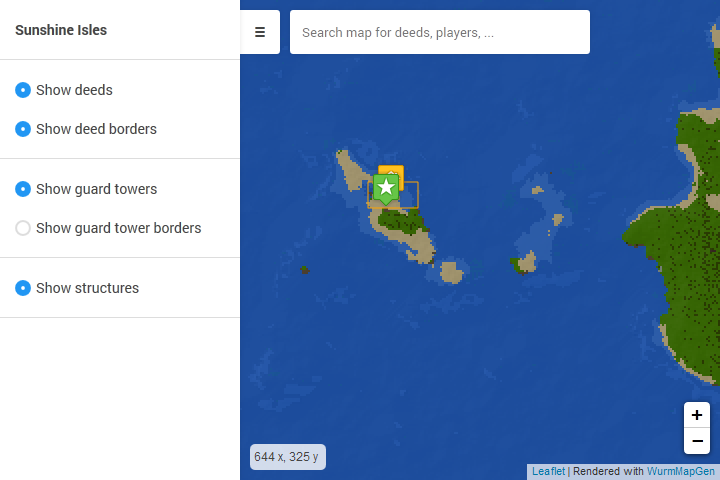 Sunshine Isles
Search map for deeds, players, ...
Show deeds
Show deed borders
Show guard towers
Show guard tower borders
Show structures
+
−
644 x, 325 y
Leaflet | Rendered with WurmMapGen